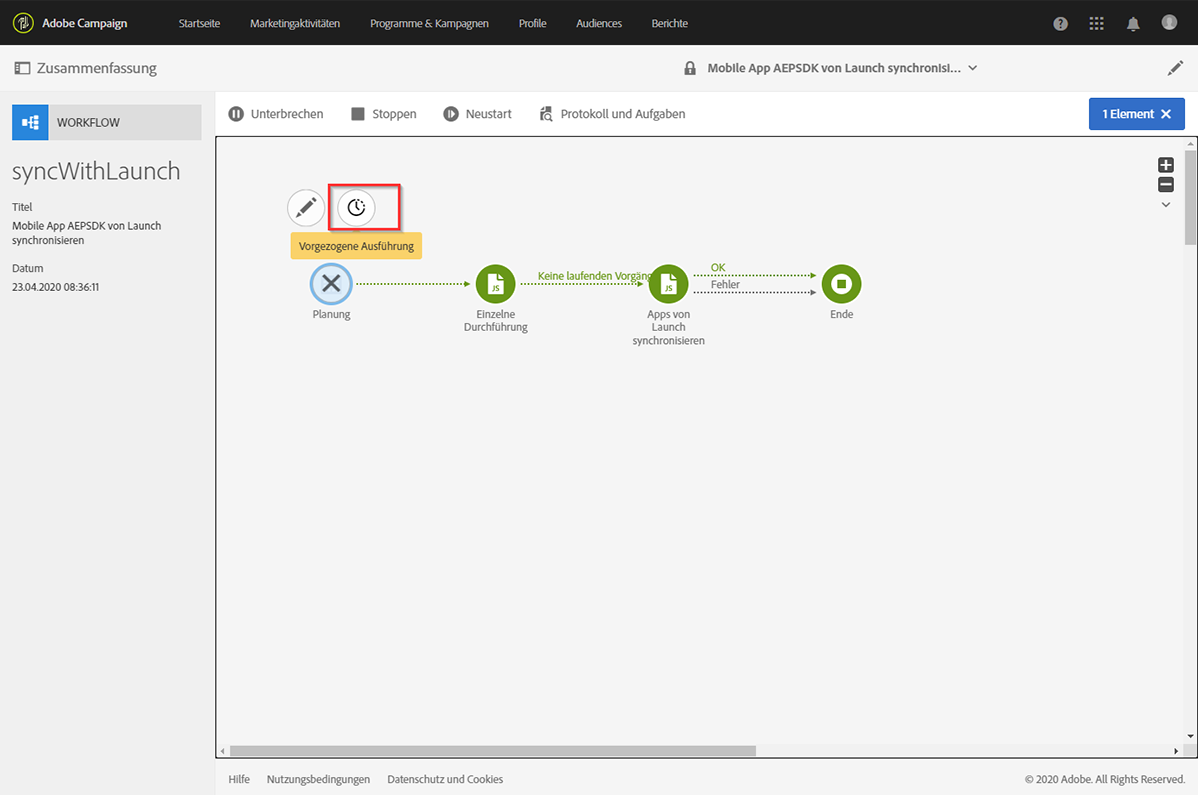 Adobe Campaign
Startseite
Marketingaktivitäten
Programme & Kampagnen
Profile
Audiences
Berichte
Zusammenfassung
Mobile App AEPSDK von Launch synchronisi...
WORKFLOW
syncWithLaunch
Titel
Mobile App AEPSDK von Launch
synchronisieren
Datum
23.04.2020 08:36:11
Unterbrechen
Stoppen
Neustart
Protokoll und Aufgaben
1 Element
Vorgezogene Ausführung
Planung
Einzelne
Durchführung
Keine laufenden Vorgäng
JS
JS
Apps von
Launch
synchronisieren
OK
Fehler
Ende
Hilfe
Nutzungsbedingungen
Datenschutz und Cookies
© 2020 Adobe. All Rights Reserved.